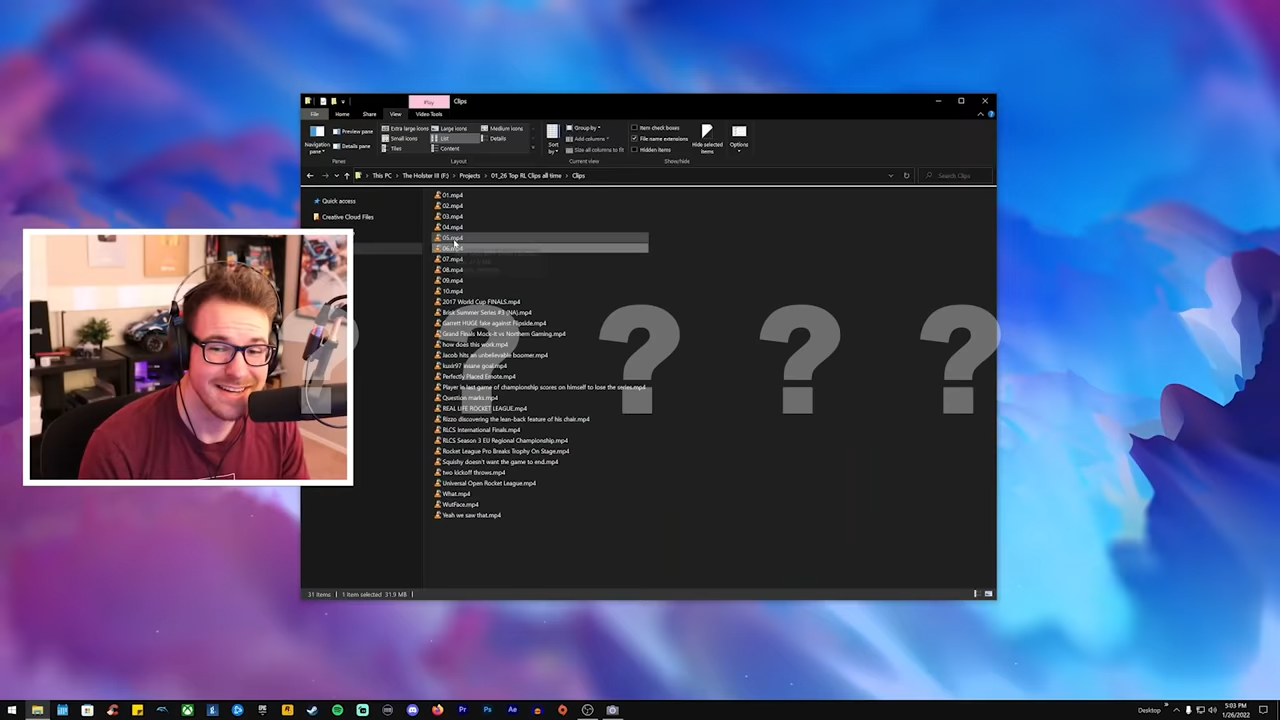 Play
Clips
File
Home
Share
View
Video Tools
Navigation pane
Preview pane
Details pane
Extra large icons
Large icons
Medium icons
Small icons
List
Details
Tiles
Content
Sort by
Group by
Add columns
Size all columns to fit
Item check boxes
File name extensions
Hidden items
Hide selected items
Options
Panes
Layout
Current view
Show/hide
This PC > The Holster III (F:) > Projects > 01_26 Top RL Clips all time > Clips
Search Clips
Quick access
Creative Cloud Files
01.mp4
02.mp4
03.mp4
04.mp4
05.mp4
06.mp4
07.mp4
08.mp4
09.mp4
10.mp4
2017 World Cup FINALS.mp4
Brisk Summer Series #3 (NA).mp4
Garrett HUGE fake against Flipside.mp4
Grand Finals Mock-it vs Northern Gaming.mp4
how does this work.mp4
Jacob hits an unbelievable boomer.mp4
kuxir97 insane goal.mp4
Perfectly Placed Emote.mp4
Player in last game of championship scores on himself to lose the series.mp4
Question marks.mp4
REAL LIFE ROCKET LEAGUE.mp4
Rizzo discovering the lean-back feature of his chair.mp4
RLCS International Finals.mp4
RLCS Season 3 EU Regional Championship.mp4
Rocket League Pro Breaks Trophy On Stage.mp4
Squishy doesn't want the game to end.mp4
two kickoff throws.mp4
Universal Open Rocket League.mp4
What.mp4
WutFace.mp4
Yeah we saw that.mp4
? ? ? ? ?
31 items
1 item selected 31.9 MB
Pr
Ps
Ae
Desktop
5:03 PM
1/26/2022